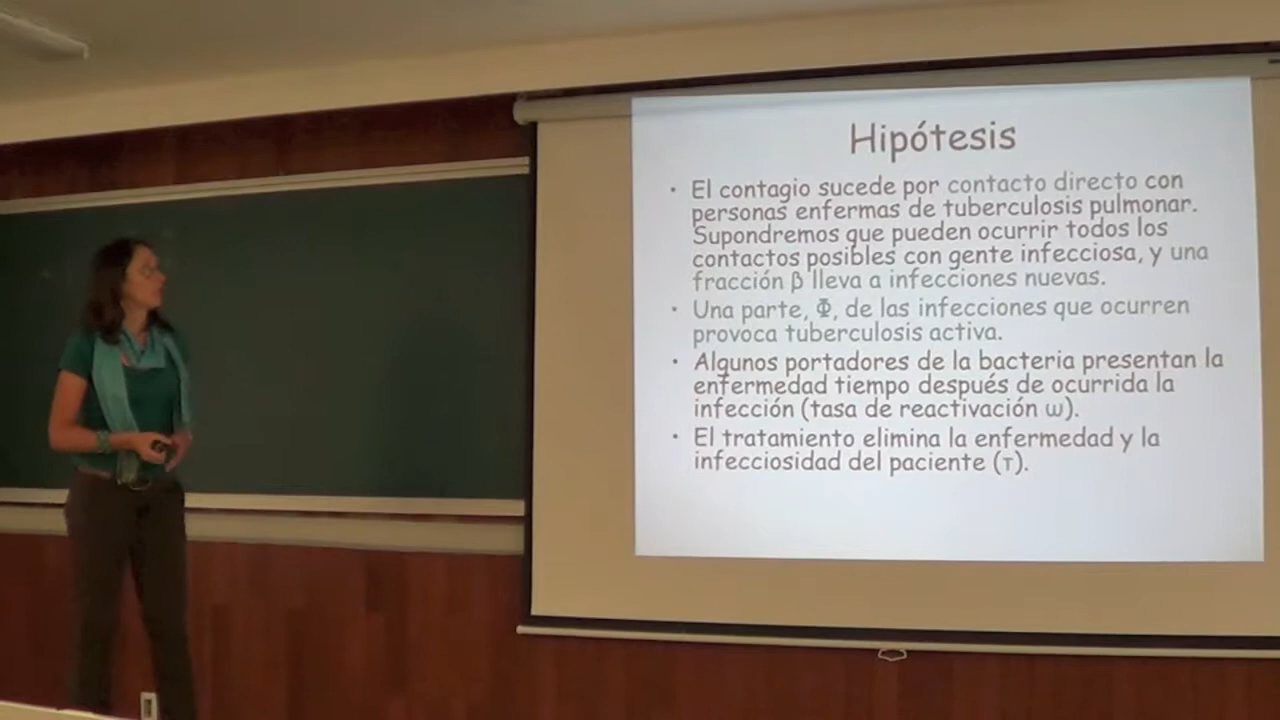 Hipótesis
• El contagio sucede por contacto directo con
personas enfermas de tuberculosis pulmonar.
Supondremos que pueden ocurrir todos los
contactos posibles con gente infecciosa, y una
fracción β lleva a infecciones nuevas.
• Una parte, Φ, de las infecciones que ocurren
provoca tuberculosis activa.
• Algunos portadores de la bacteria presentan la
enfermedad tiempo después de ocurrida la
infección (tasa de reactivación ω).
• El tratamiento elimina la enfermedad y la
infecciosidad del paciente (τ).